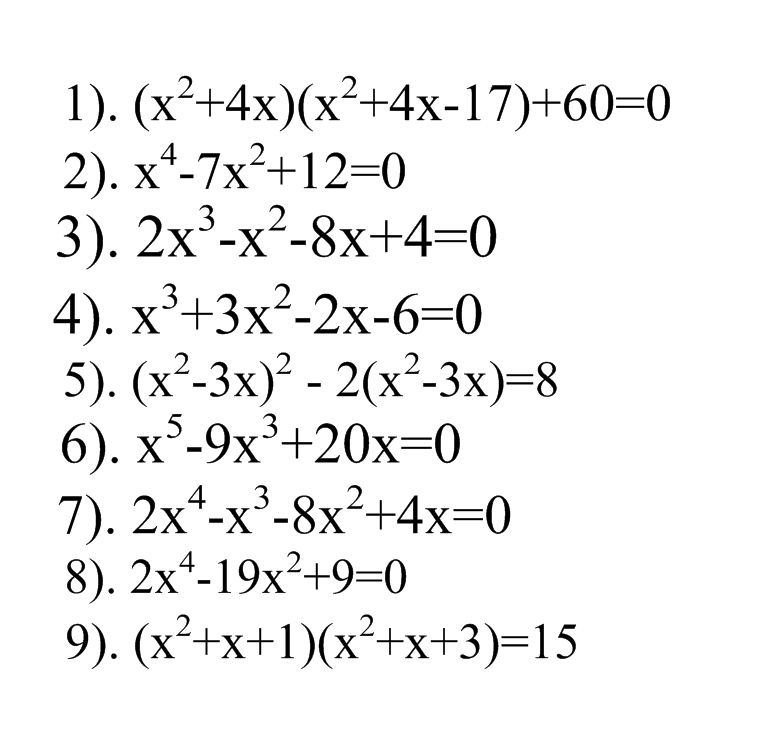 1). (x²+4x)(x²+4x-17)+60=0
2). x⁴-7x²+12=0
3). 2x³-x²-8x+4=0
4). x³+3x²-2x-6=0
5). (x²-3x)² - 2(x²-3x)=8
6). x⁵-9x³+20x=0
7). 2x⁴-x³-8x²+4x=0
8). 2x⁴-19x²+9=0
9). (x²+x+1)(x²+x+3)=15